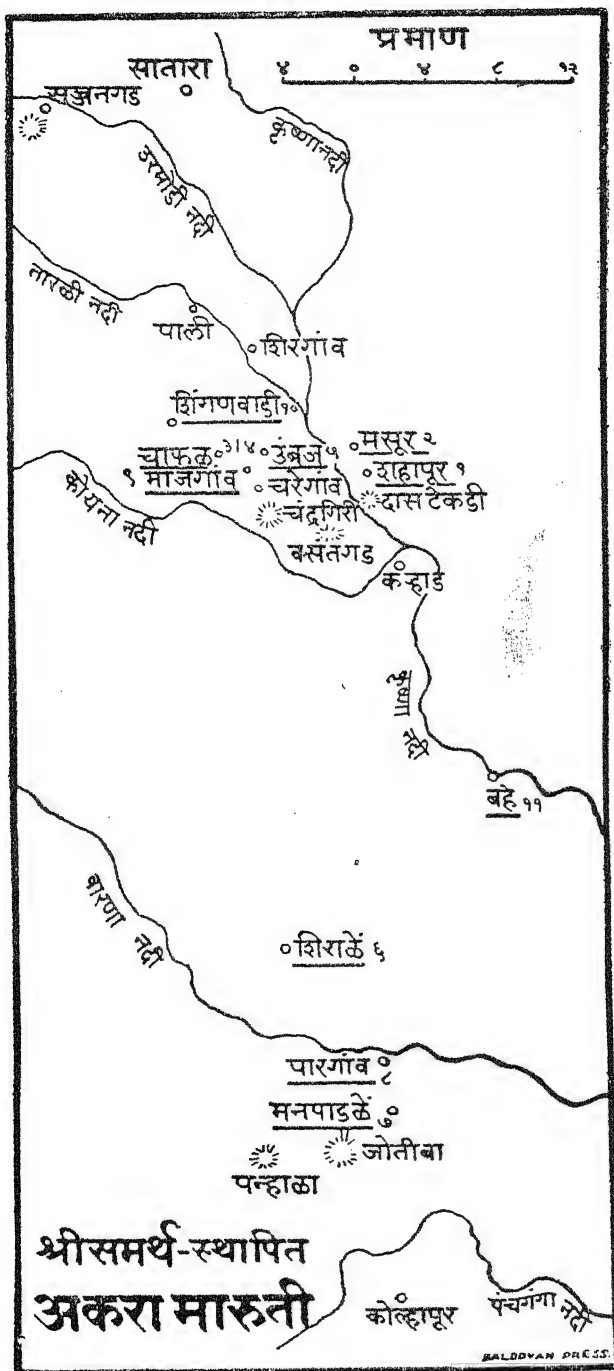 प्रमाण
४ ० ४ ८ १२
सातारा
सज्जनगड
कृष्णा नदी
उरमोडी नदी
तारळी नदी
पाली
शिरगांव
शिंगणवाडी १०
मसूर २
चाफळ ३।४
उंब्रज ५
शहापूर १
९ माजगांव
चरेगांव
दासटेकडी
कोयना नदी
चंद्रगिरी
वसंतगड
कऱ्हाड
कृष्णा नदी
बहे ११
वारणा नदी
शिराळें ६
पारगांव ८
मनपाडळें ७
जोतीबा
पन्हाळा
श्रीसमर्थ-स्थापित
अकरा मारुती
कोल्हापूर
पंचगंगा नदी
BALODYAN PRESS.